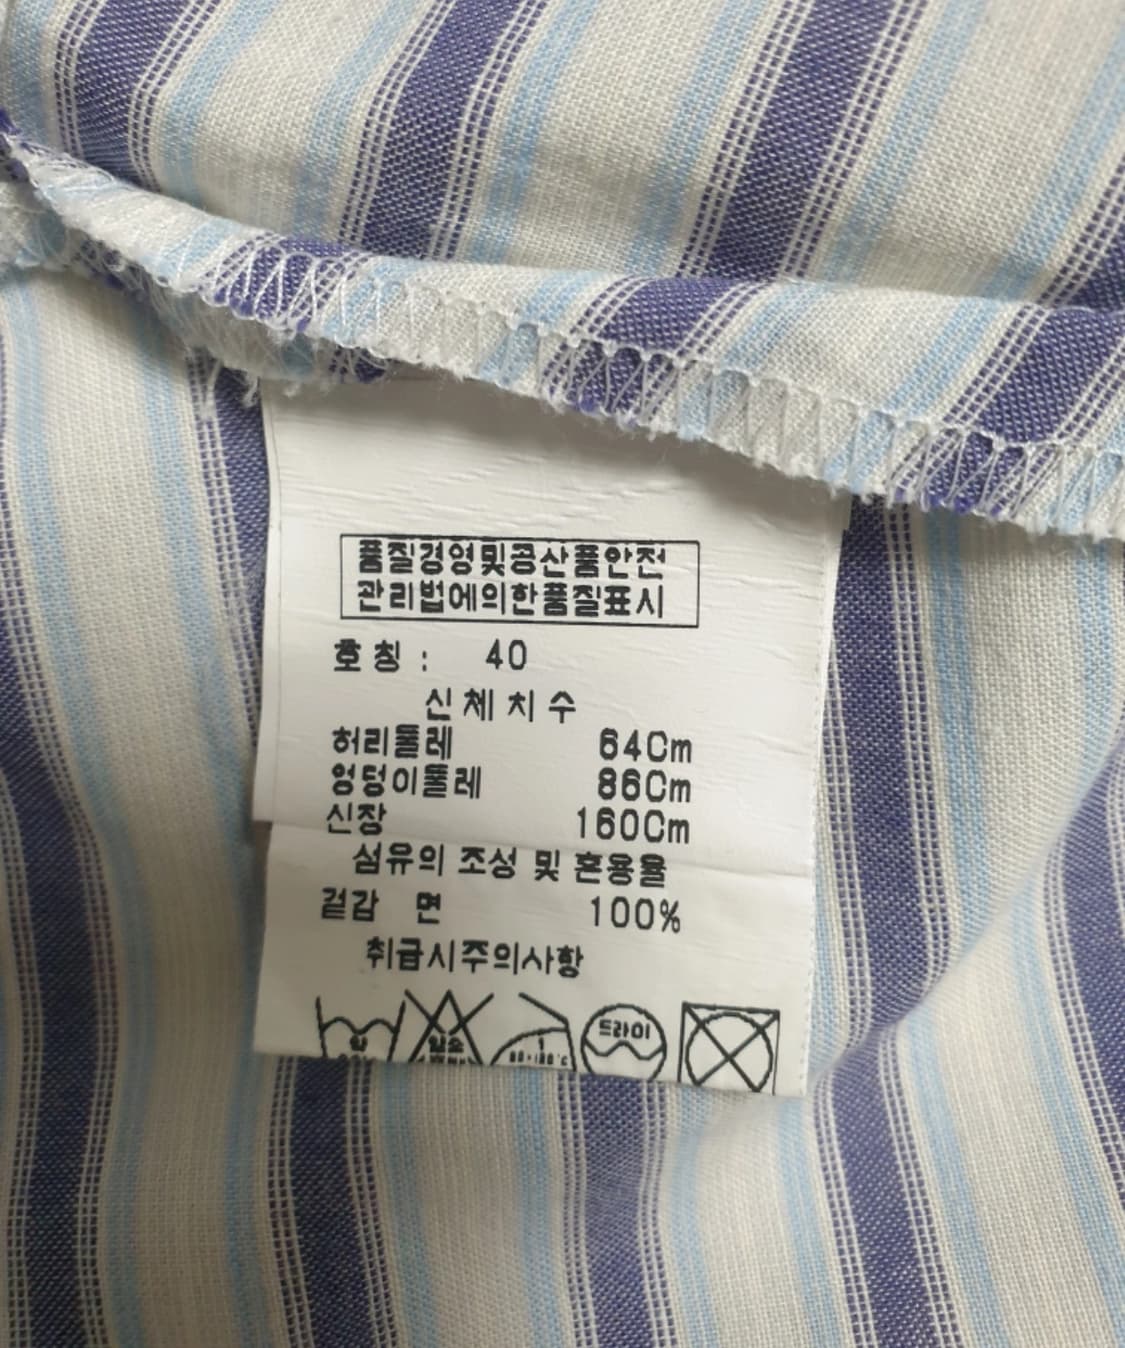 품질경영및공산품안전
관리법에의한품질표시
호칭 : 40
신체치수
허리둘레 64Cm
엉덩이둘레 86Cm
신장 160Cm
섬유의 조성 및 혼용율
겉감 면 100%
취급시주의사항
드라이